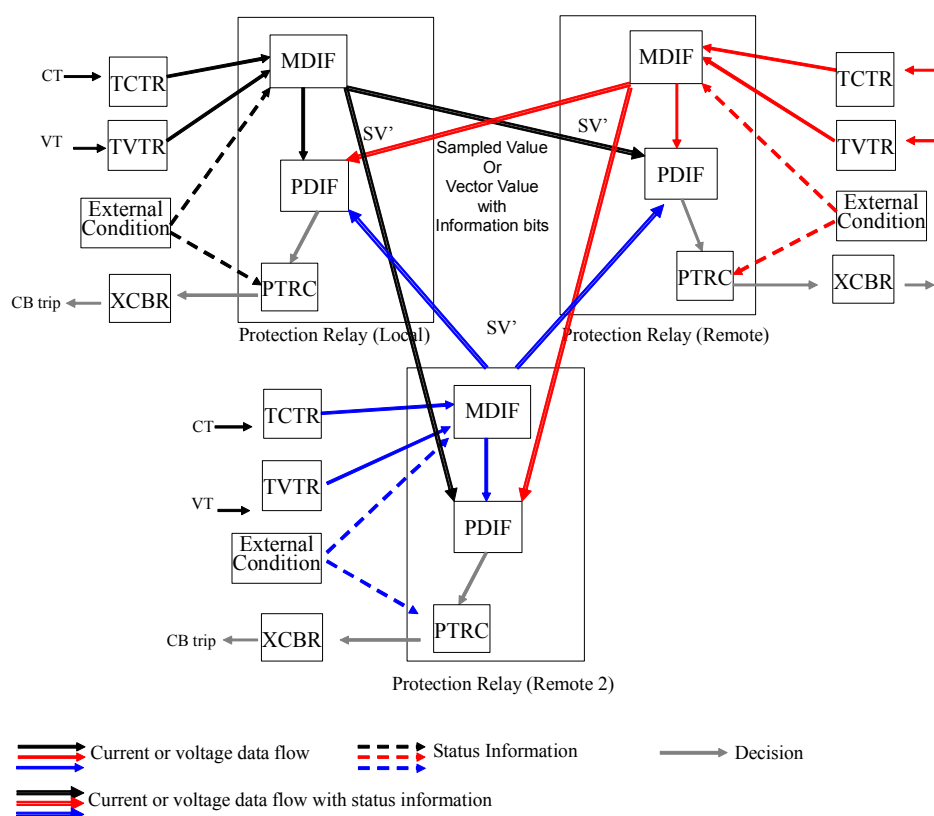 CT
TCTR
MDIF
VT
TVTR
SV’
PDIF
External
Condition
PTRC
CB trip
XCBR
Protection Relay (Local)
SV’
Sampled Value
Or
Vector Value
with
Information bits
MDIF
TCTR
TVTR
PDIF
External
Condition
PTRC
XCBR
Protection Relay (Remote)
SV’
CT
TCTR
MDIF
VT
TVTR
PDIF
External
Condition
PTRC
CB trip
XCBR
Protection Relay (Remote 2)
Current or voltage data flow
Status Information
Decision
Current or voltage data flow with status information